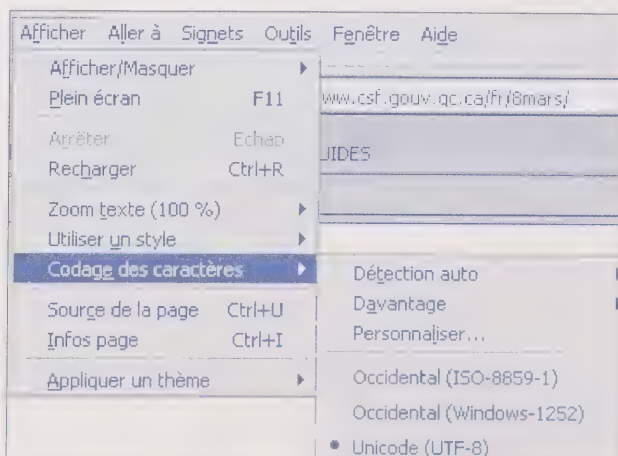 Afficher Aller à Signets Outils Fenêtre Aide
Afficher/Masquer
Plein écran F11
Arrêter Echap
Recharger Ctrl+R
Zoom texte (100 %)
Utiliser un style
Codage des caractères
Source de la page Ctrl+U
Infos page Ctrl+I
Appliquer un thème
ww.csf.gouv.qc.ca/fr/8mars/
UIDES
Détection auto
Davantage
Personnaliser...
Occidental (ISO-8859-1)
Occidental (Windows-1252)
• Unicode (UTF-8)